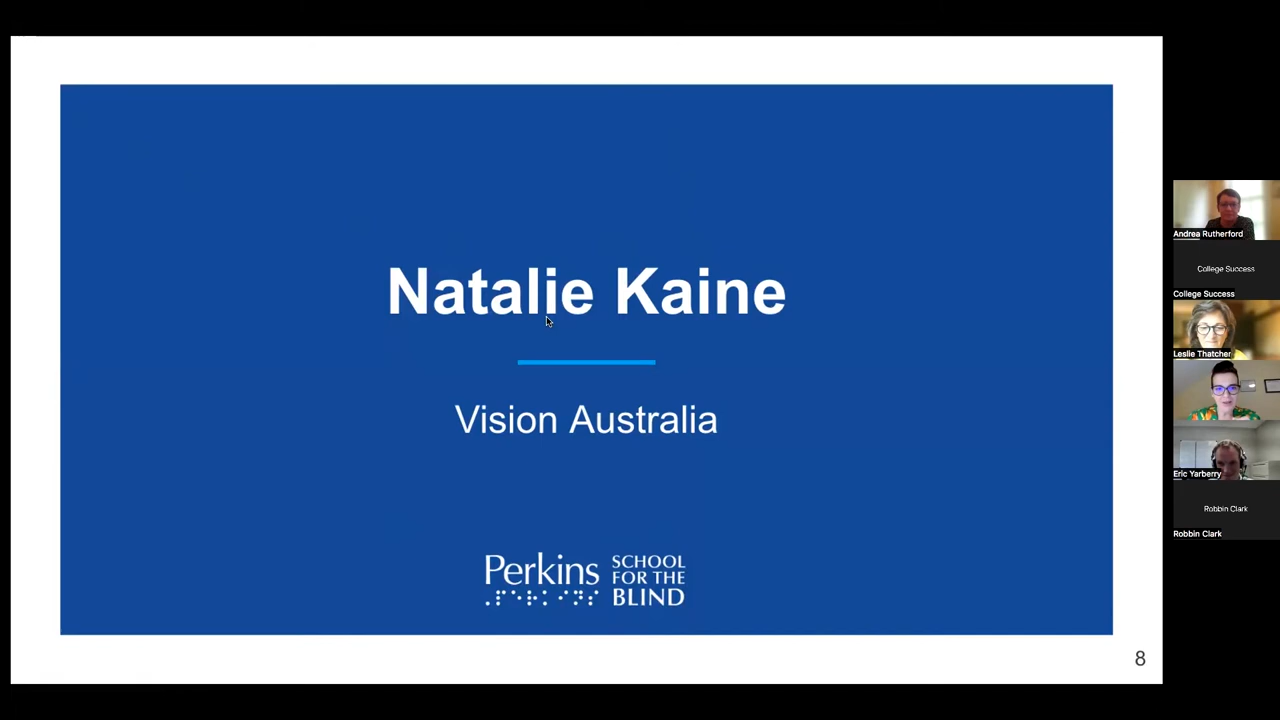 Natalie Kaine
Vision Australia
Perkins SCHOOL
FOR THE
BLIND
⠠⠏⠑⠗⠅⠊⠝⠎
8
Andrea Rutherford
College Success
College Success
Leslie Thatcher
Eric Yarberry
Robbin Clark
Robbin Clark